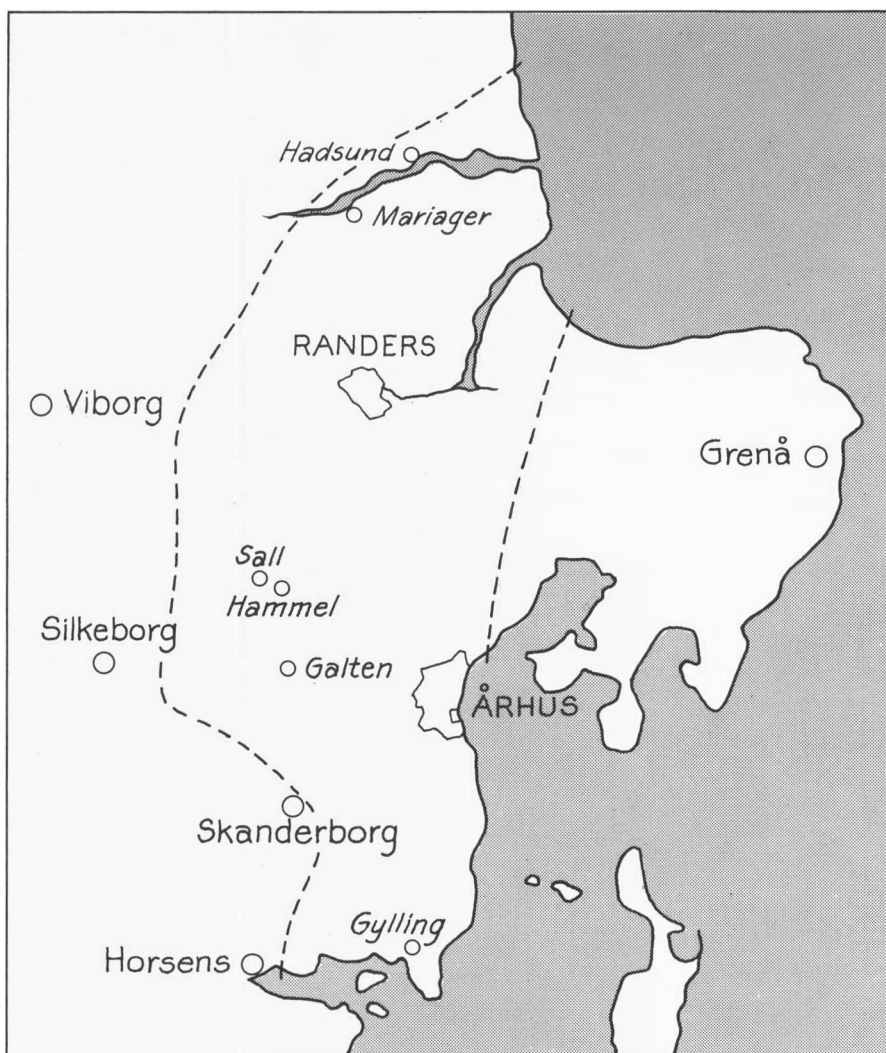 Hadsund
Mariager
RANDERS
Viborg
Grenå
Sall
Hammel
Silkeborg
Galten
ÅRHUS
Skanderborg
Gylling
Horsens